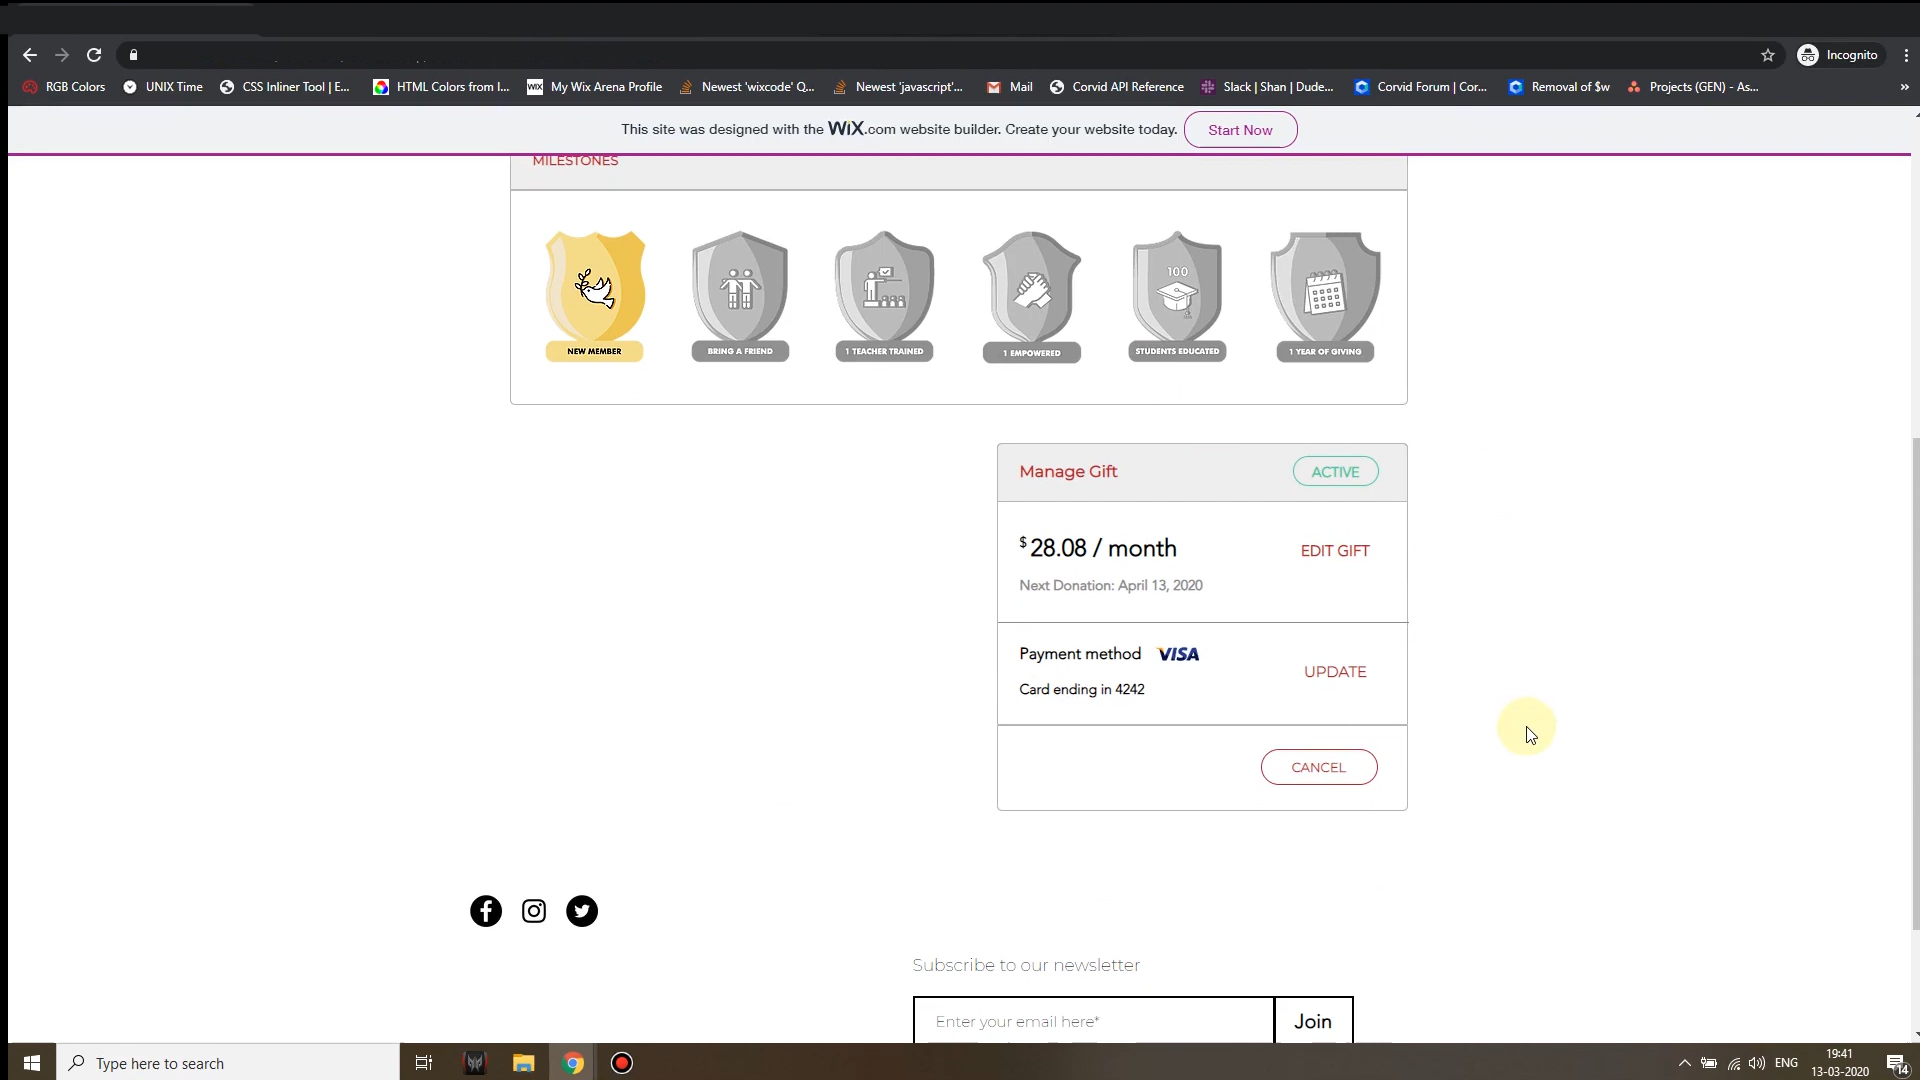 Incognito
RGB Colors
UNIX Time
CSS Inliner Tool | E...
HTML Colors from I...
WIX My Wix Arena Profile
Newest 'wixcode' Q...
Newest 'javascript'...
Mail
Corvid API Reference
Slack | Shan | Dude...
Corvid Forum | Cor...
Removal of $w
Projects (GEN) - As...
»
This site was designed with the WiX.com website builder. Create your website today.
Start Now
MILESTONES
100
NEW MEMBER
BRING A FRIEND
1 TEACHER TRAINED
1 EMPOWERED
STUDENTS EDUCATED
1 YEAR OF GIVING
Manage Gift
ACTIVE
$28.08 / month
EDIT GIFT
Next Donation: April 13, 2020
Payment method VISA
UPDATE
Card ending in 4242
CANCEL
Subscribe to our newsletter
Enter your email here*
Join
Type here to search
ENG
19:41
13-03-2020
14